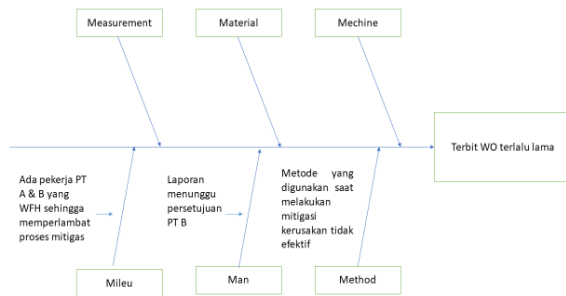 Measurement
Material
Mechine
Terbit WO terlalu lama
Ada pekerja PT
A & B yang
WFH sehingga
memperlambat
proses mitigas
Laporan
menunggu
persetujuan
PT B
Metode yang
digunakan saat
melakukan
mitigasi
kerusakan tidak
efektif
Mileu
Man
Method